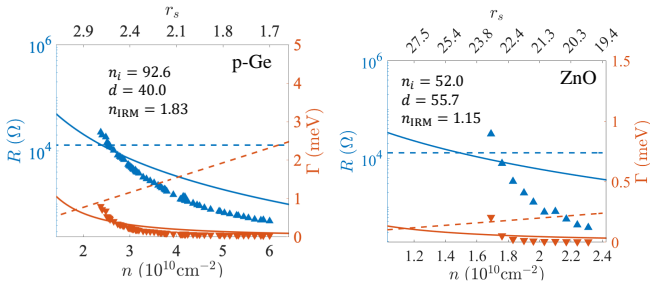 r_s
2.9 2.4 2.1 1.8 1.7
10^6
10^4
R (Ω)
p-Ge
n_i = 92.6
d = 40.0
n_IRM = 1.83
5
4
3
2
1
0
Γ (meV)
2 3 4 5 6
n (10^10 cm^-2)
r_s
27.5 25.4 23.8 22.4 21.3 20.3 19.4
10^6
10^4
R (Ω)
ZnO
n_i = 52.0
d = 55.7
n_IRM = 1.15
1.5
1
0.5
0
Γ (meV)
1.2 1.4 1.6 1.8 2 2.2 2.4
n (10^10 cm^-2)